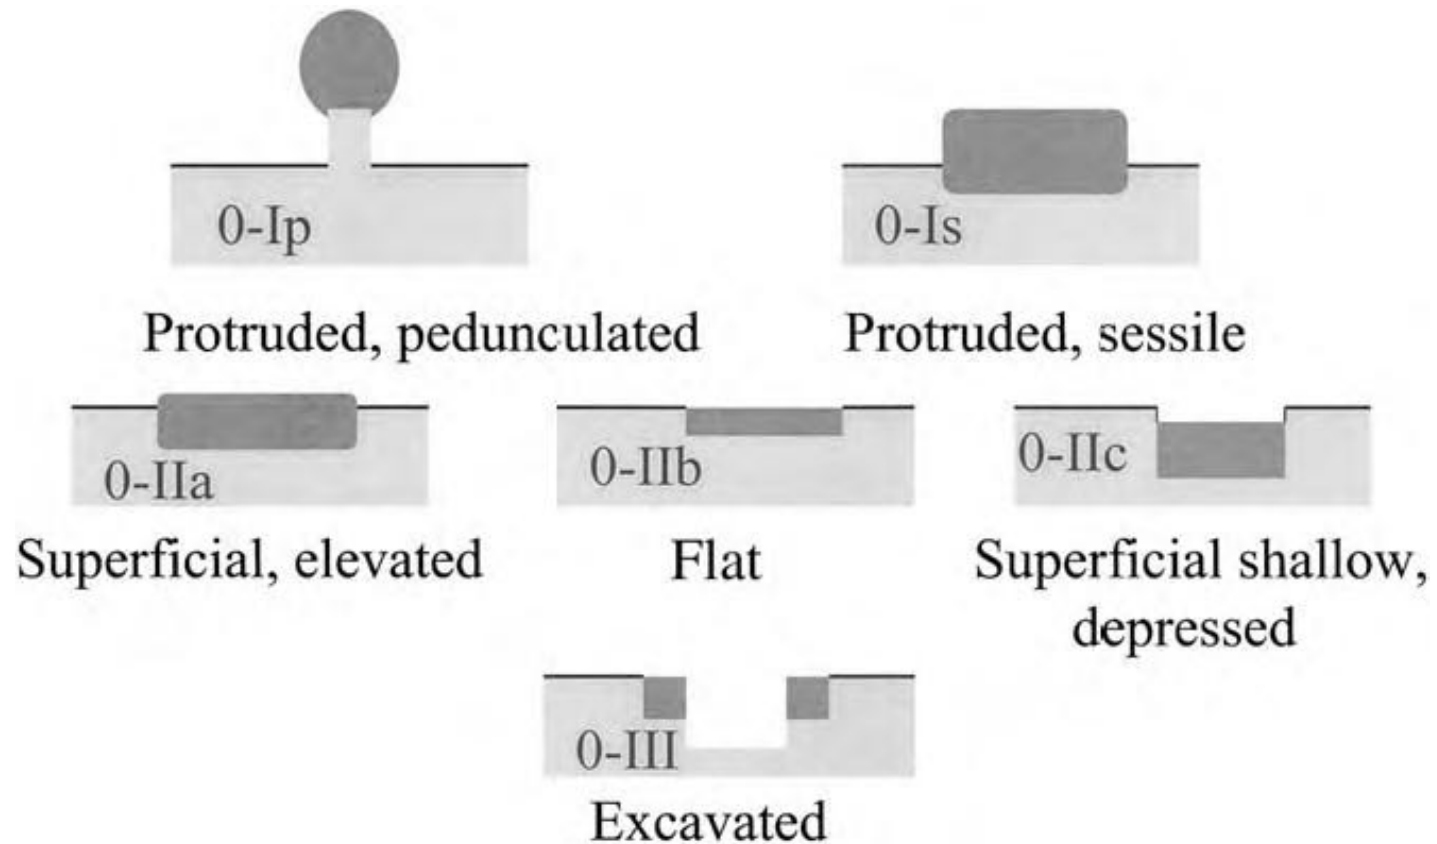 0-Ip
0-Is
Protruded, pedunculated
Protruded, sessile
0-IIa
0-IIb
0-IIc
Superficial, elevated
Flat
Superficial shallow,
depressed
0-III
Excavated